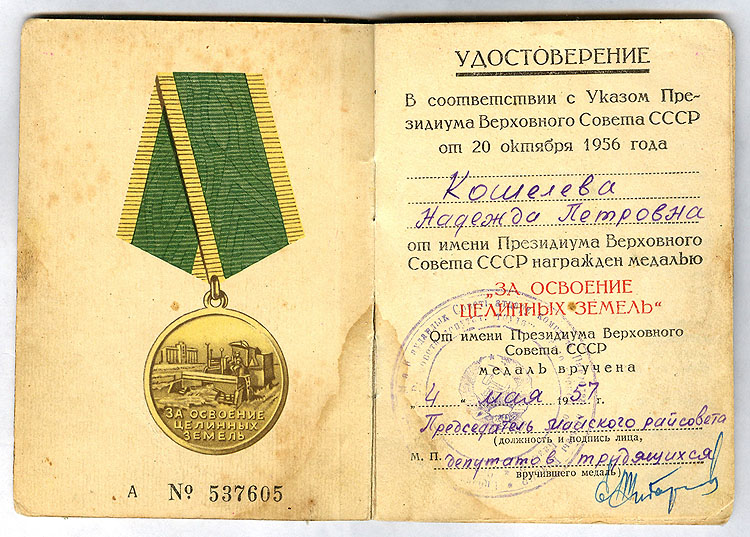 ЗА ОСВОЕНИЕ
ЦЕЛИННЫХ
ЗЕМЕЛЬ
А № 537605
УДОСТОВЕРЕНИЕ
В соответствии с Указом Пре-
зидиума Верховного Совета СССР
от 20 октября 1956 года
Кошелева
Надежда Петровна
от имени Президиума Верховного
Совета СССР награжден медалью
„ЗА ОСВОЕНИЕ
ЦЕЛИННЫХ ЗЕМЕЛЬ“
От имени Президиума Верховного
Совета СССР
медаль вручена
„4“ мая 1957 г.
Председатель майского райсовета
(должность и подпись лица,
М. П. депутатов трудящихся
вручившего медаль)